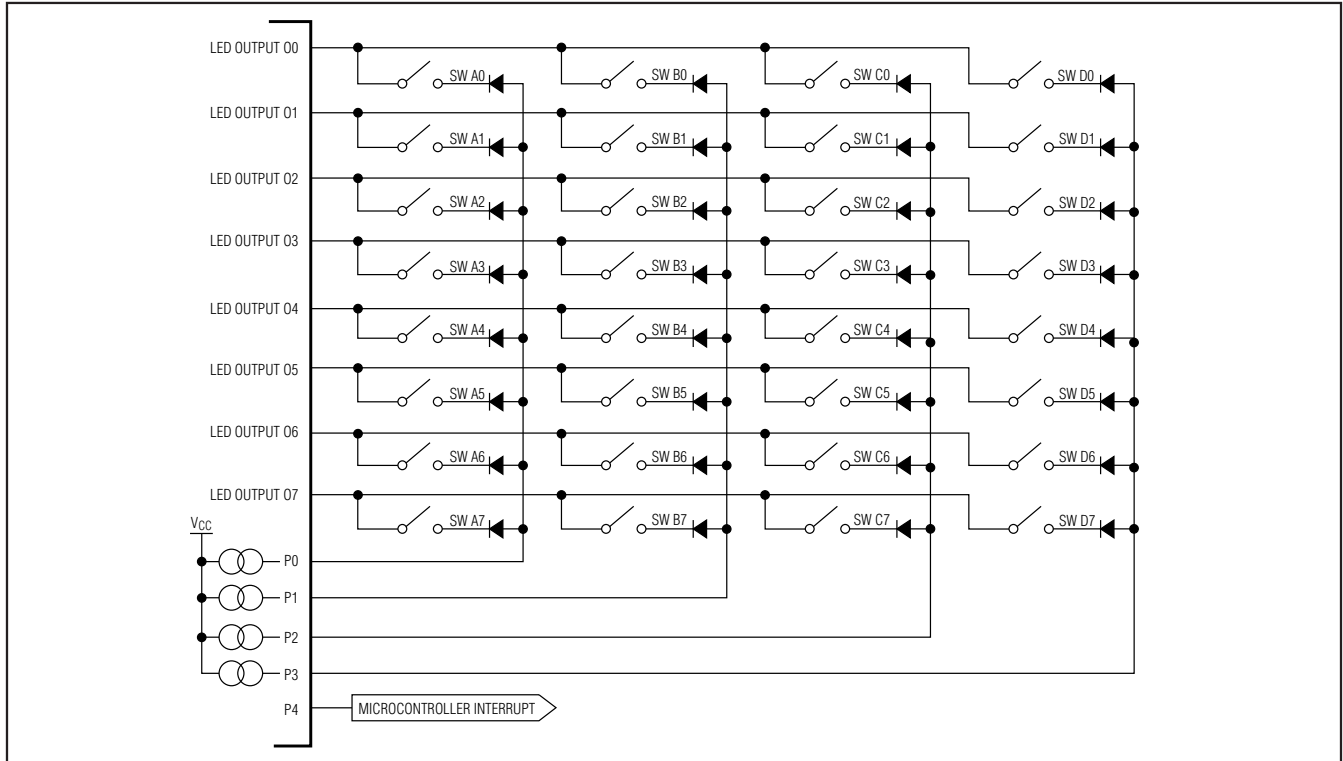 LED OUTPUT O0
SW A0 SW B0 SW C0 SW D0
LED OUTPUT O1
SW A1 SW B1 SW C1 SW D1
LED OUTPUT O2
SW A2 SW B2 SW C2 SW D2
LED OUTPUT O3
SW A3 SW B3 SW C3 SW D3
LED OUTPUT O4
SW A4 SW B4 SW C4 SW D4
LED OUTPUT O5
SW A5 SW B5 SW C5 SW D5
LED OUTPUT O6
SW A6 SW B6 SW C6 SW D6
LED OUTPUT O7
SW A7 SW B7 SW C7 SW D7
VCC
P0
P1
P2
P3
P4 MICROCONTROLLER INTERRUPT